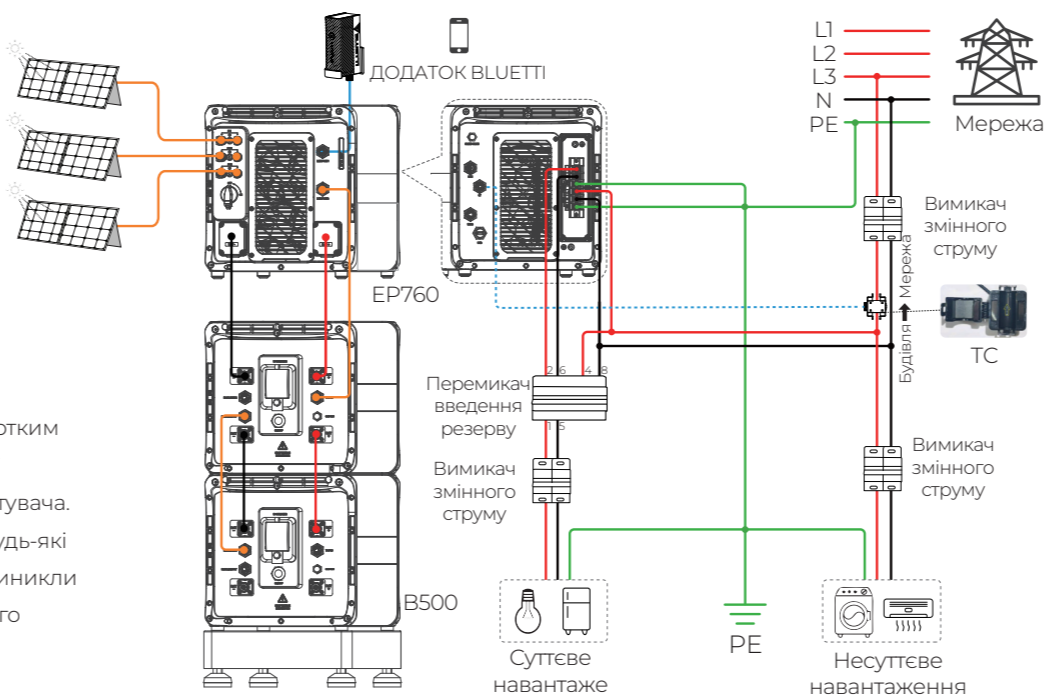 ДОДАТОК BLUETTI
L1
L2
L3
N
PE
Мережа
Вимикач
змінного
струму
EP760
Будівля
Мережа
TC
2 6 4 8
Перемикач
введення
резерву
1 5
отким
Вимикач
змінного
струму
Вимикач
змінного
струму
тувача.
удь-які
иникли
го
B500
Суттєве
навантаже
PE
Несуттєве
навантаження